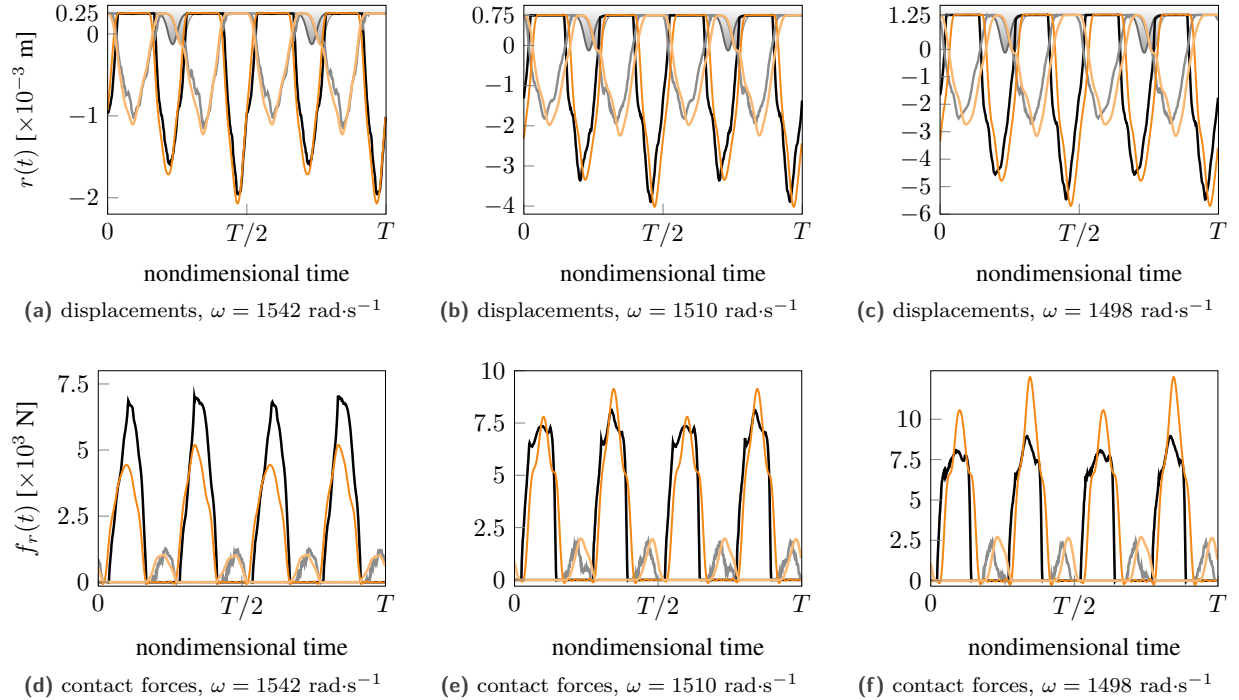 r(t) [×10⁻³ m]
0.25
0
−1
−2
0
T/2
T
nondimensional time
(a) displacements, ω = 1542 rad·s⁻¹
0.75
0
−1
−2
−3
−4
0
T/2
T
nondimensional time
(b) displacements, ω = 1510 rad·s⁻¹
1.25
0
−1
−2
−3
−4
−5
−6
0
T/2
T
nondimensional time
(c) displacements, ω = 1498 rad·s⁻¹
f_r(t) [×10³ N]
7.5
5
2.5
0
0
T/2
T
nondimensional time
(d) contact forces, ω = 1542 rad·s⁻¹
10
7.5
5
2.5
0
0
T/2
T
nondimensional time
(e) contact forces, ω = 1510 rad·s⁻¹
10
7.5
5
2.5
0
0
T/2
T
nondimensional time
(f) contact forces, ω = 1498 rad·s⁻¹